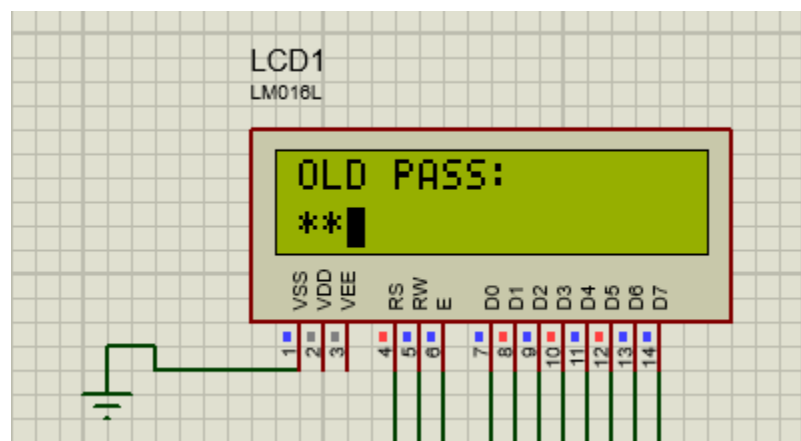 LCD1
LM016L
OLD PASS:
**
VSS
VDD
VEE
RS
RW
E
D0
D1
D2
D3
D4
D5
D6
D7
1
2
3
4
5
6
7
8
9
10
11
12
13
14